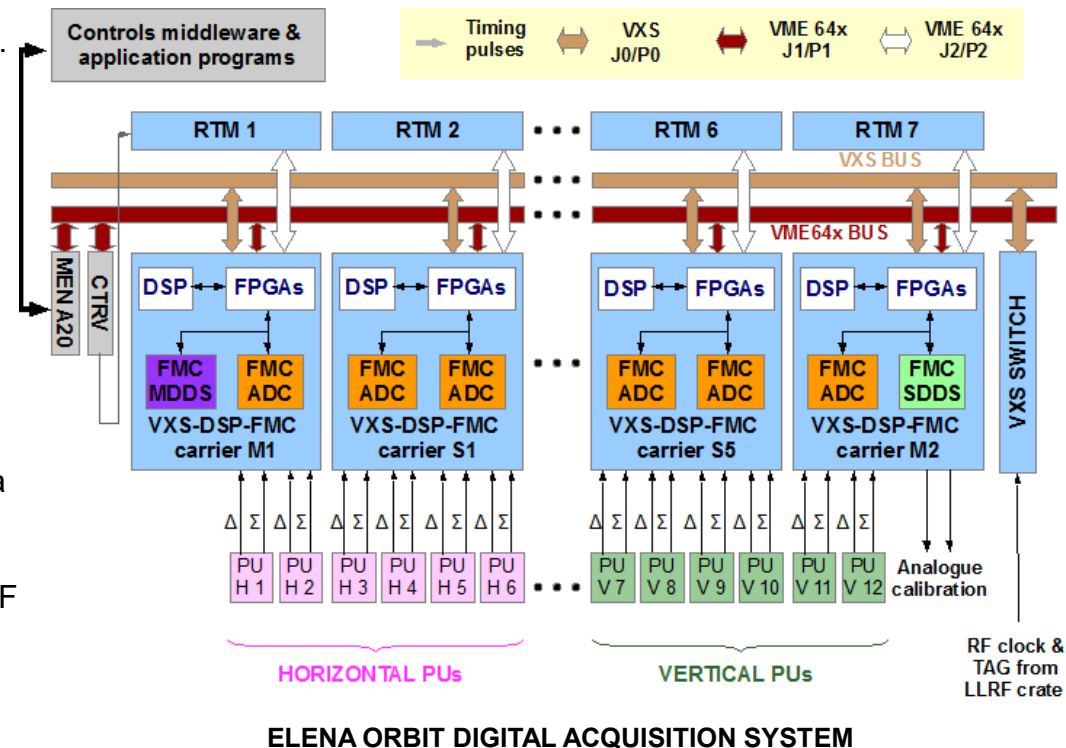 Controls middleware &
application programs
Timing
pulses
VXS
J0/P0
VME 64x
J1/P1
VME 64x
J2/P2
.
RTM 1
RTM 2
RTM 6
RTM 7
VXS BUS
VME64x BUS
MEN A20
CTRV
DSP
FPGAs
FMC
MDDS
FMC
ADC
VXS-DSP-FMC
carrier M1
DSP
FPGAs
FMC
ADC
FMC
ADC
VXS-DSP-FMC
carrier S1
DSP
FPGAs
FMC
ADC
FMC
ADC
VXS-DSP-FMC
carrier S5
DSP
FPGAs
FMC
ADC
FMC
SDDS
VXS-DSP-FMC
carrier M2
VXS SWITCH
a
F
Δ Σ Δ Σ Δ Σ Δ Σ Δ Σ Δ Σ Δ Σ Δ Σ Δ Σ Δ Σ Δ Σ Δ Σ
PU
H 1
PU
H 2
PU
H 3
PU
H 4
PU
H 5
PU
H 6
PU
V 7
PU
V 8
PU
V 9
PU
V 10
PU
V 11
PU
V 12
Analogue
calibration
HORIZONTAL PUs
VERTICAL PUs
RF clock &
TAG from
LLRF crate
ELENA ORBIT DIGITAL ACQUISITION SYSTEM